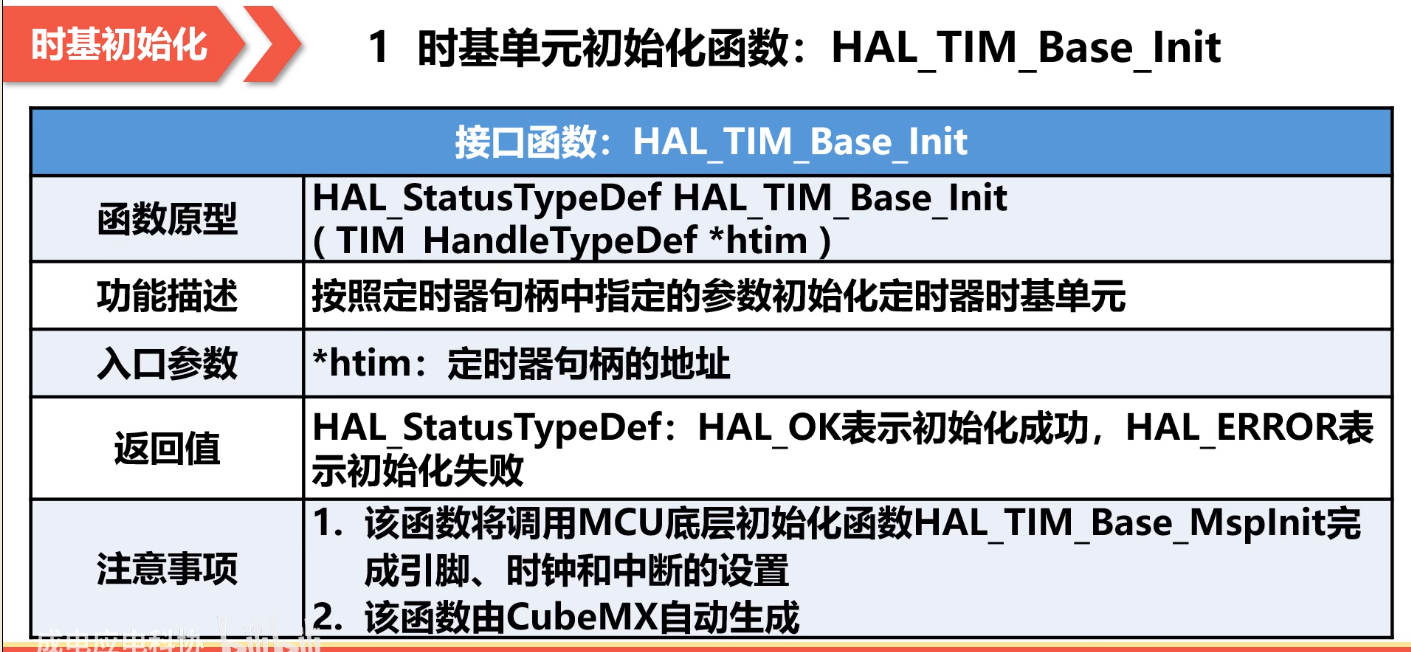 时基初始化
1 时基单元初始化函数：HAL_TIM_Base_Init
接口函数：HAL_TIM_Base_Init
函数原型
HAL_StatusTypeDef HAL_TIM_Base_Init
( TIM_HandleTypeDef *htim )
功能描述
按照定时器句柄中指定的参数初始化定时器时基单元
入口参数
*htim：定时器句柄的地址
返回值
HAL_StatusTypeDef：HAL_OK表示初始化成功，HAL_ERROR表
示初始化失败
注意事项
1. 该函数将调用MCU底层初始化函数HAL_TIM_Base_MspInit完
成引脚、时钟和中断的设置
2. 该函数由CubeMX自动生成
成电应电科协 bilibili